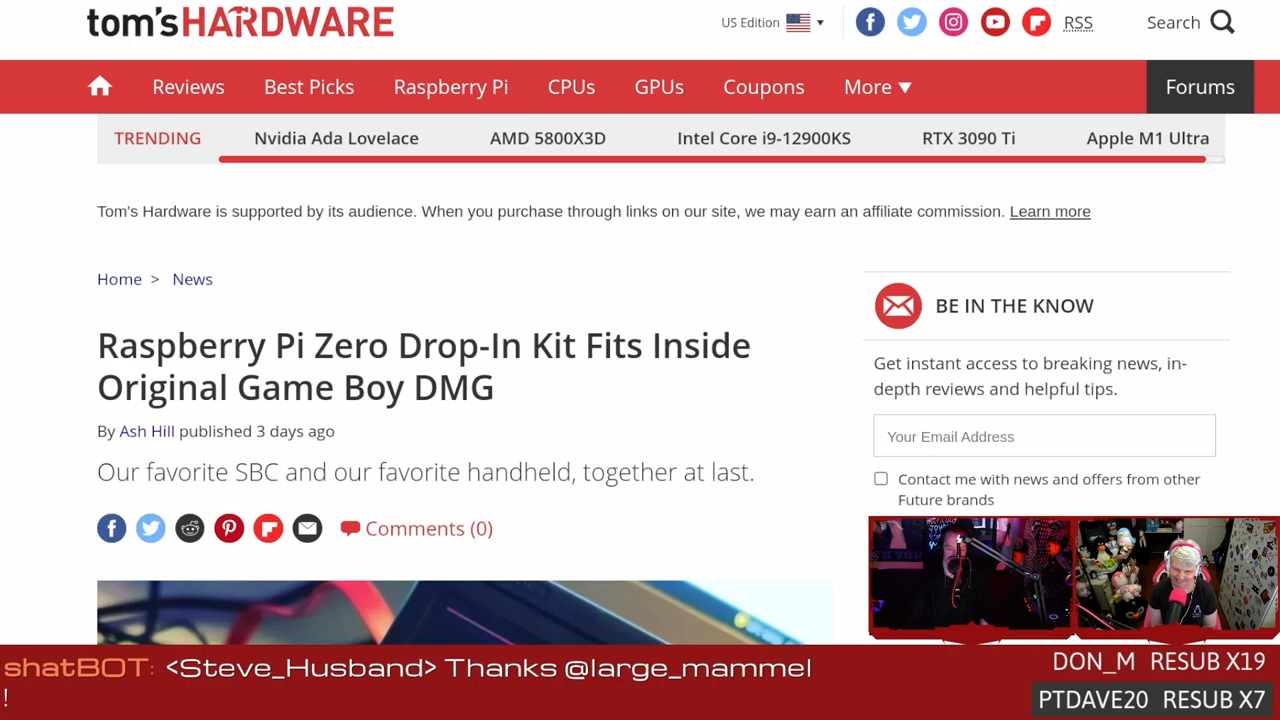 tom'sHARDWARE
US Edition
RSS
Search
Reviews
Best Picks
Raspberry Pi
CPUs
GPUs
Coupons
More
Forums
TRENDING
Nvidia Ada Lovelace
AMD 5800X3D
Intel Core i9-12900KS
RTX 3090 Ti
Apple M1 Ultra
Tom's Hardware is supported by its audience. When you purchase through links on our site, we may earn an affiliate commission. Learn more
Home > News
Raspberry Pi Zero Drop-In Kit Fits Inside
Original Game Boy DMG
By Ash Hill published 3 days ago
Our favorite SBC and our favorite handheld, together at last.
Comments (0)
BE IN THE KNOW
Get instant access to breaking news, in-
depth reviews and helpful tips.
Your Email Address
Contact me with news and offers from other
Future brands
shatBOT: <Steve_Husband> Thanks @large_mammel
!
DON_M RESUB X19
PTDAVE20 RESUB X7